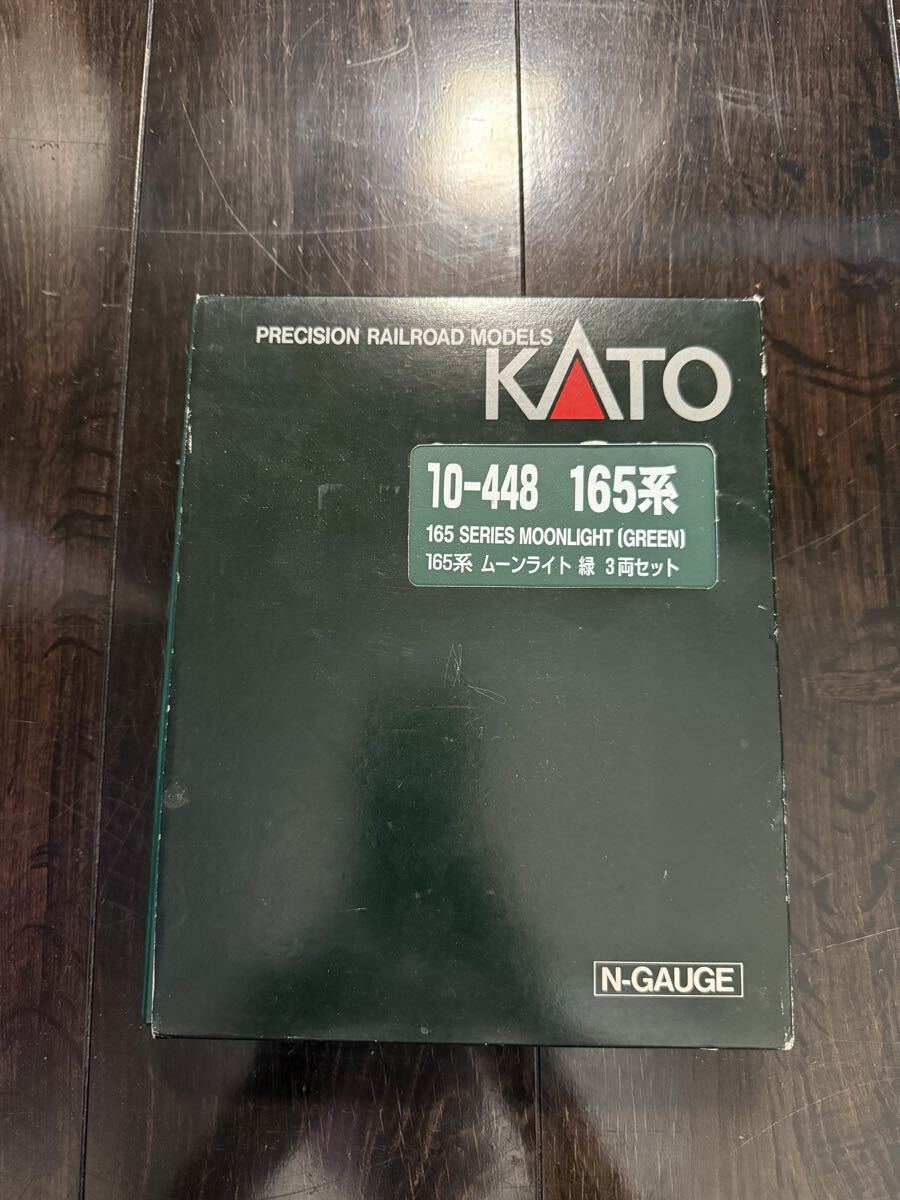 PRECISION RAILROAD MODELS
KATO
10-448 165系
165 SERIES MOONLIGHT (GREEN)
165系 ムーンライト 緑 3両セット
N-GAUGE